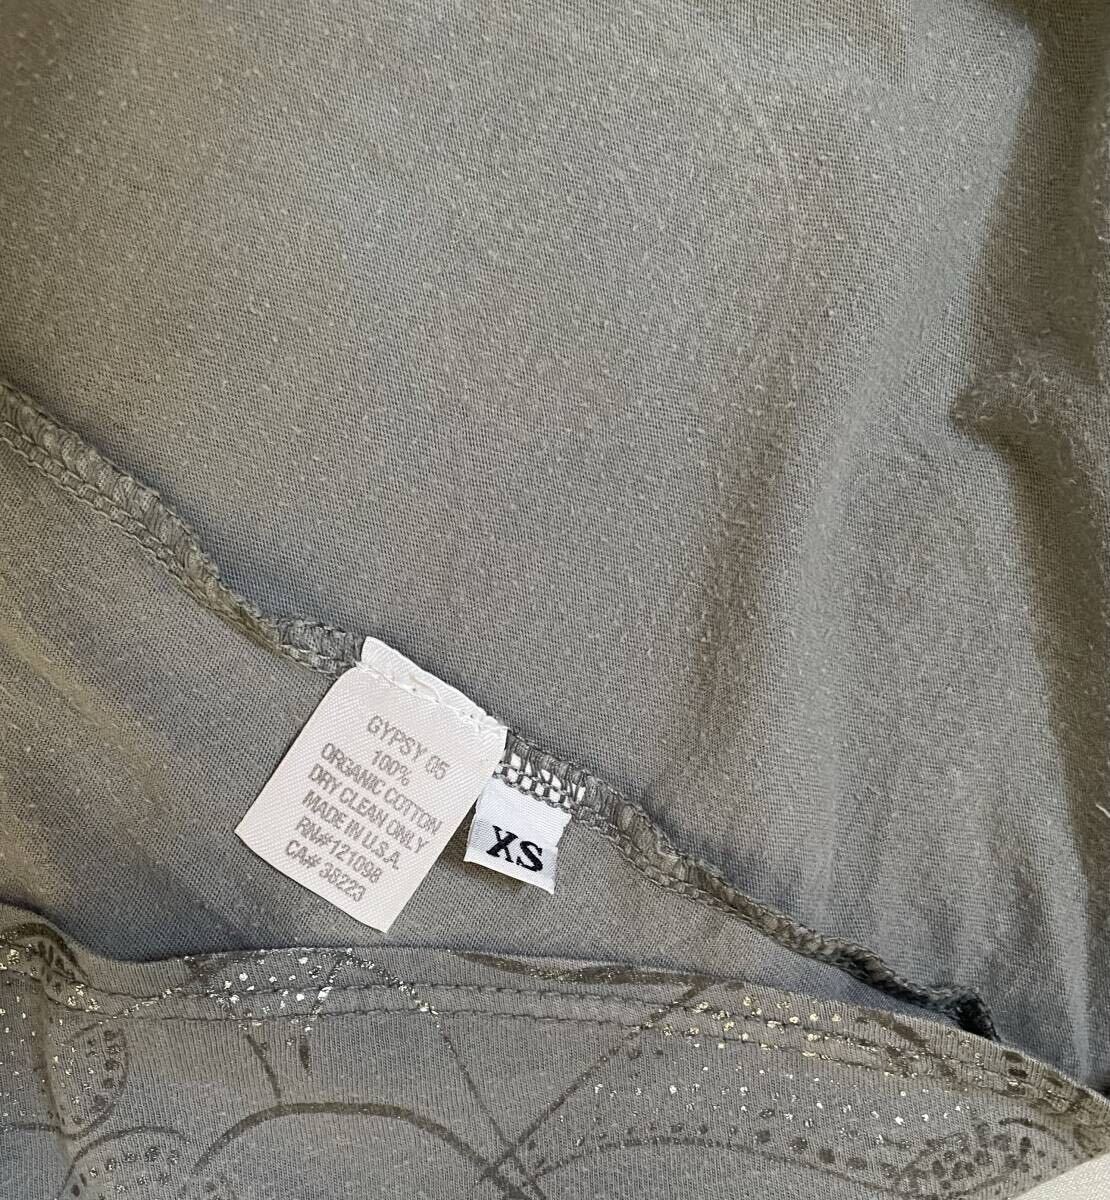 GYPSY 05
100%
ORGANIC COTTON
DRY CLEAN ONLY
MADE IN U.S.A.
RN#121098
CA# 38223
XS